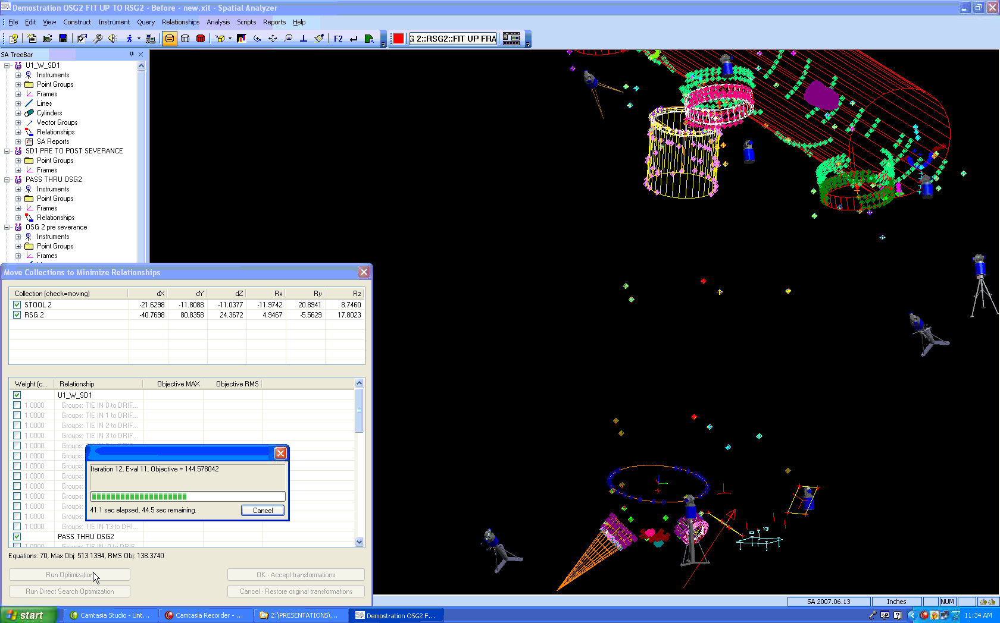 Demostration OSG2 FIT UP TO RSG2 - Before - new.xit - Spatial Analyzer
File Edit View Construct Instrument Query Relationships Analysis Scripts Reports Help
F2 G 2::RSG2::FIT UP FRA
SA TreeBar
U1_W_SD1
Instruments
Point Groups
Frames
Lines
Cylinders
Vector Groups
Relationships
SA Reports
SD1 PRE TO POST SEVERANCE
Point Groups
Frames
PASS THRU OSG2
Instruments
Point Groups
Frames
Relationships
OSG 2 pre severance
Instruments
Point Groups
Frames
Move Collections to Minimize Relationships
Collection (check=moving) dX dY dZ Rx Ry Rz
STOOL 2 -21.6298 -11.8088 -11.0377 -11.9742 20.8941 8.7460
RSG 2 -40.7698 80.8358 24.3672 4.9467 -5.5629 17.8023
Weight (c... Relationship Objective MAX Objective RMS
U1_W_SD1
1.0000 Groups: TIE IN 0 to DRIF...
1.0000 Groups: TIE IN 1 to DRIF...
1.0000 Groups: TIE IN 2 to DRIF...
1.0000 Groups: TIE IN 3 to DRIF...
1.0000
1.0000 Groups:
1.0000 Groups:
1.0000 Groups:
1.0000 Groups:
1.0000 Groups:
1.0000 Groups:
1.0000 Groups:
1.0000 Groups: TIE IN 13 to DRI...
PASS THRU OSG2
Iteration 12, Eval 11, Objective = 144.578042
41.1 sec elapsed, 44.5 sec remaining.
Cancel
Equations: 70, Max Obj: 513.1394, RMS Obj: 138.3740
Run Optimization OK - Accept transformations
Run Direct Search Optimization Cancel - Restore original transformations
SA 2007.06.13 Inches NUM
start Camtasia Studio - Unt... Camtasia Recorder - ... Z:\PRESENTATIONS\... Demostration OSG2 F... 11:34 AM